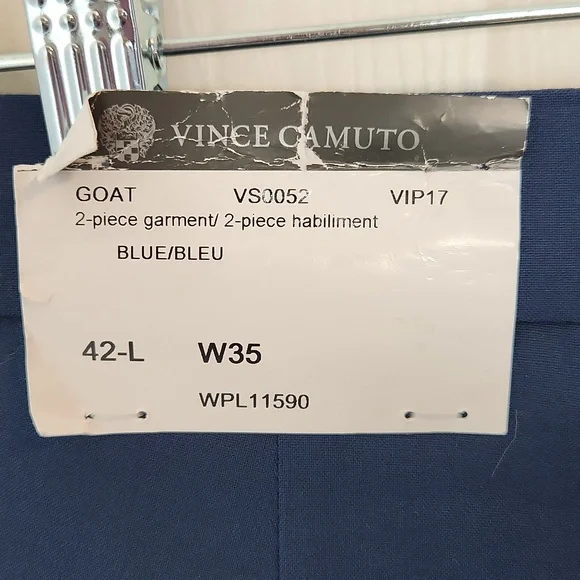 VINCE CAMUTO
GOAT VS0052 VIP17
2-piece garment/ 2-piece habiliment
BLUE/BLEU
42-L W35
WPL11590